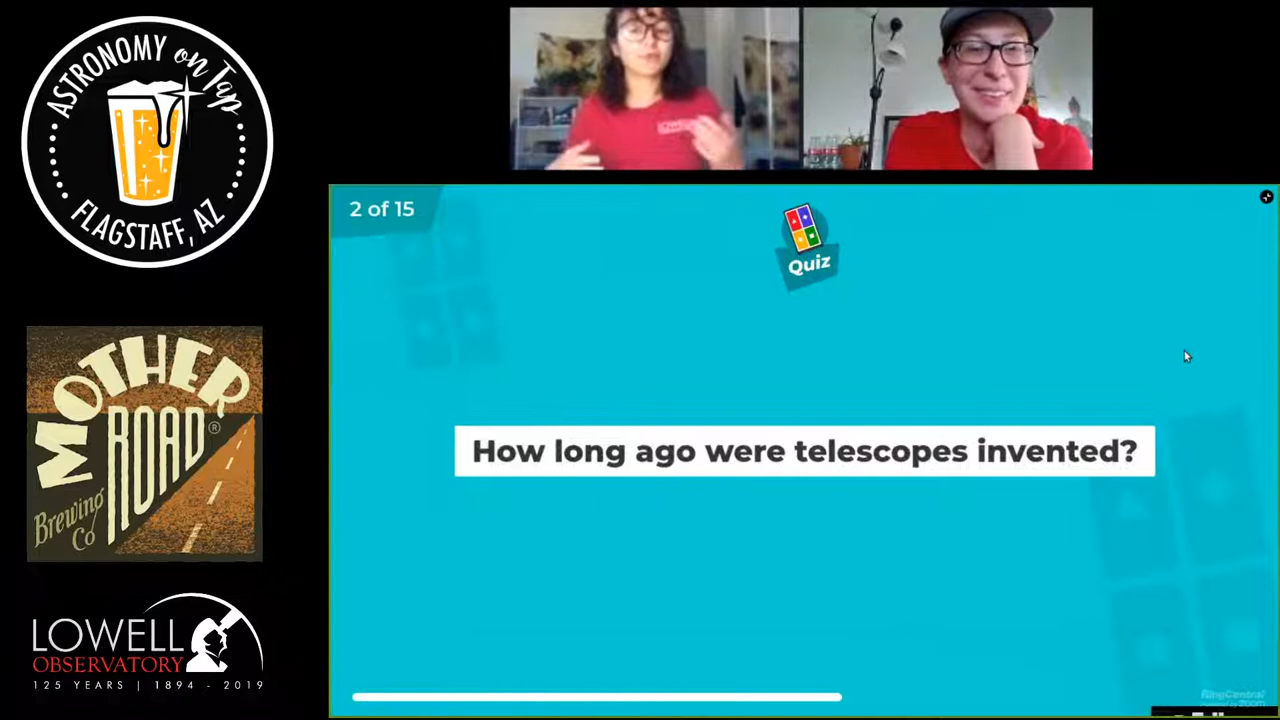 ASTRONOMY on Tap
FLAGSTAFF, AZ
MOTHER
ROAD®
Brewing
Co
LOWELL
OBSERVATORY
125 YEARS | 1894 - 2019
2 of 15
Quiz
How long ago were telescopes invented?
RingCentral